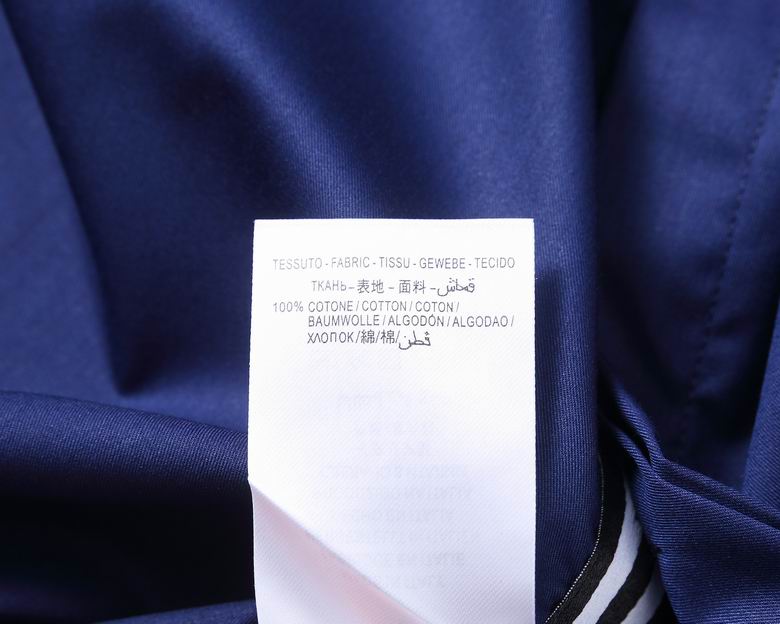 TESSUTO - FABRIC - TISSU - GEWEBE - TECIDO
ТКАНЬ - 表地 - 面料 - قماش
100% COTONE / COTTON / COTON /
BAUMWOLLE / ALGODÓN / ALGODAO /
ХЛОПОК /綿/棉/ قطن